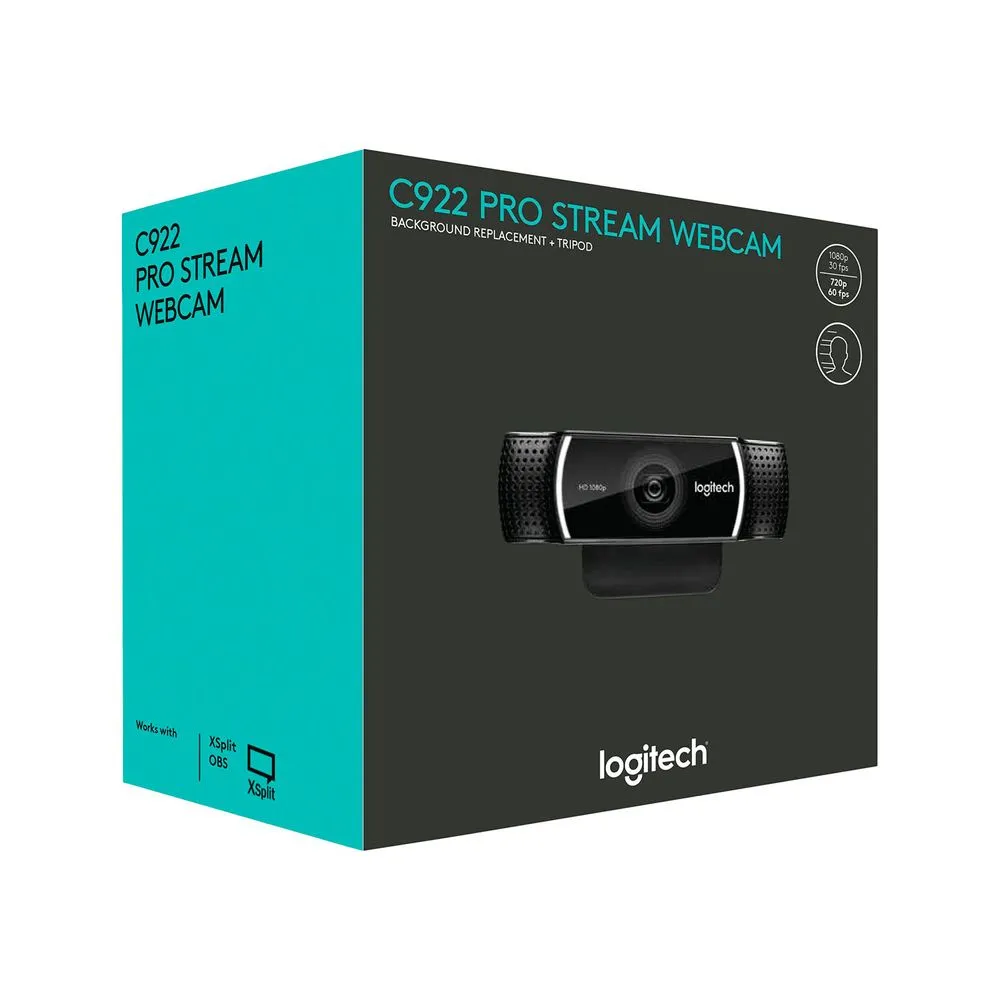 C922
PRO STREAM
WEBCAM
Works with
XSplit
OBS
XSplit
C922 PRO STREAM WEBCAM
BACKGROUND REPLACEMENT + TRIPOD
1080p
30 fps
720p
60 fps
HD 1080p
logitech
logitech